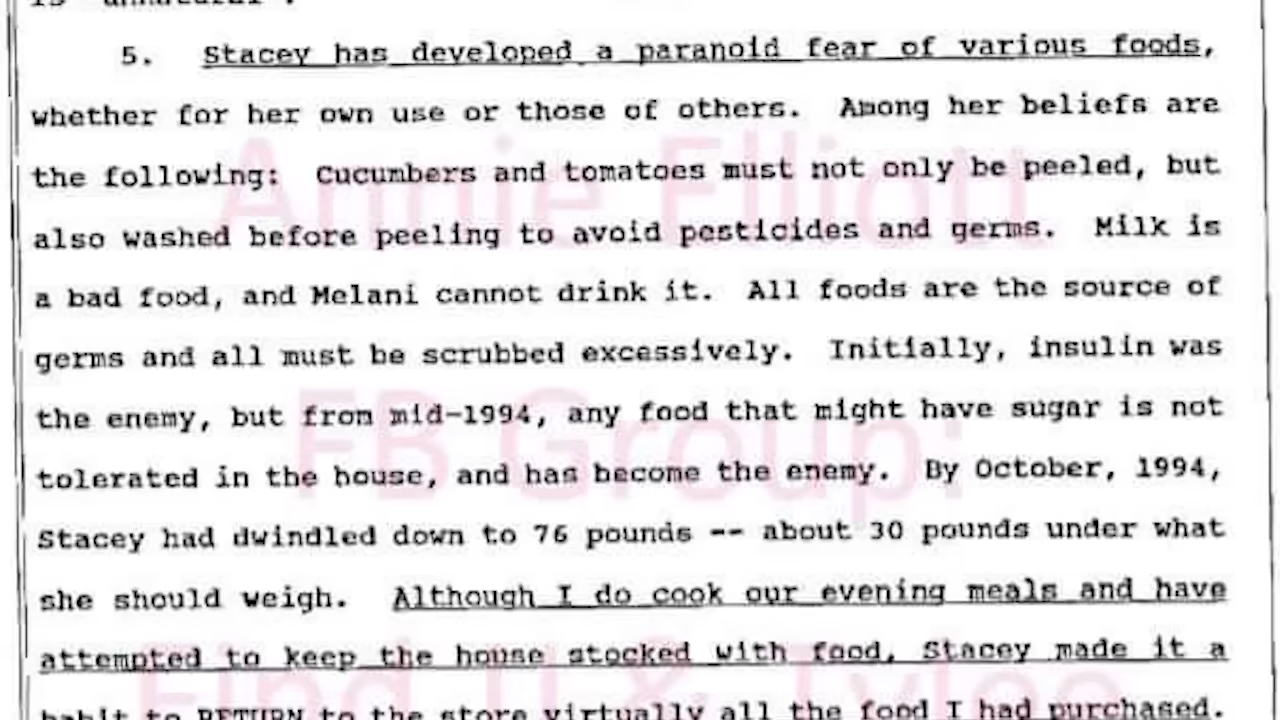 is "unnatural".
5. Stacey has developed a paranoid fear of various foods,
whether for her own use or those of others. Among her beliefs are
the following: Cucumbers and tomatoes must not only be peeled, but
also washed before peeling to avoid pesticides and germs. Milk is
a bad food, and Melani cannot drink it. All foods are the source of
germs and all must be scrubbed excessively. Initially, insulin was
the enemy, but from mid-1994, any food that might have sugar is not
tolerated in the house, and has become the enemy. By October, 1994,
Stacey had dwindled down to 76 pounds -- about 30 pounds under what
she should weigh. Although I do cook our evening meals and have
attempted to keep the house stocked with food, Stacey made it a
habit to RETURN to the store virtually all the food I had purchased.
Annie Elliott
FB Group:
Find JJ & Tylee